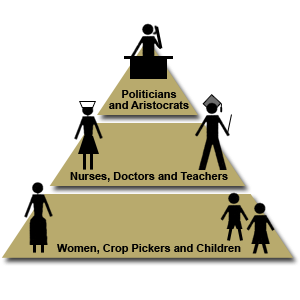 Politicians
and Aristocrats
Nurses, Doctors and Teachers
Women, Crop Pickers and Children